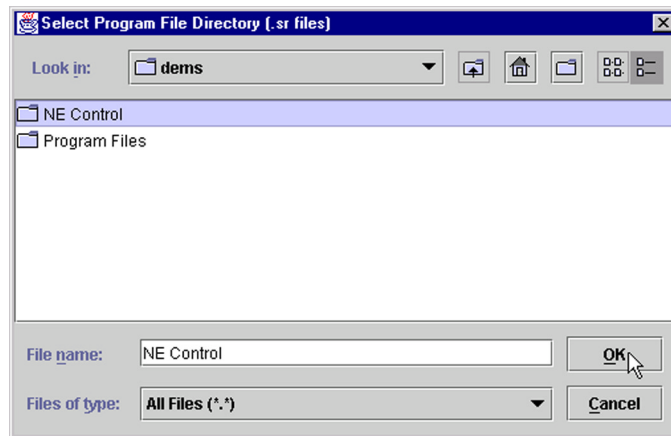 Select Program File Directory (.sr files)
Look in: dems
NE Control
Program Files
File name: NE Control OK
Files of type: All Files (*.*) Cancel